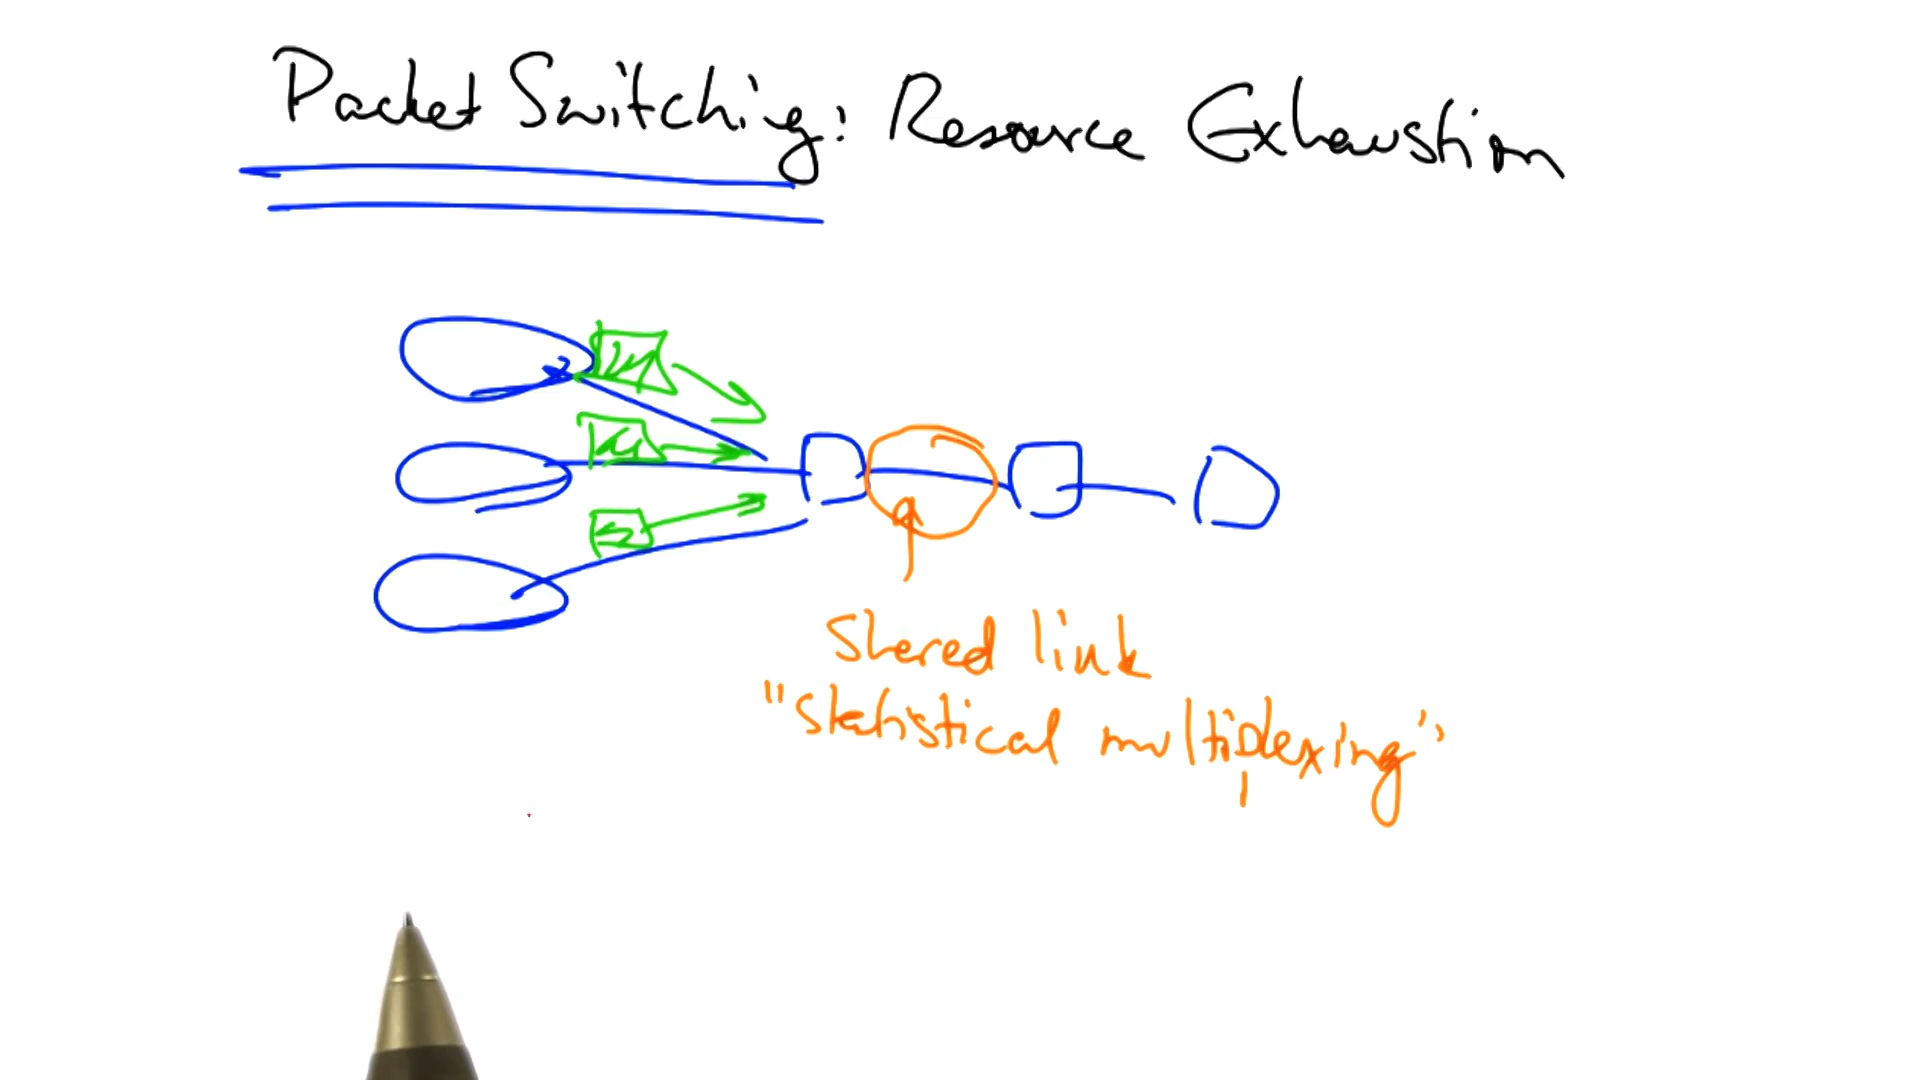 Packet Switching: Resource Exhaustion
Shared link
"statistical multiplexing"